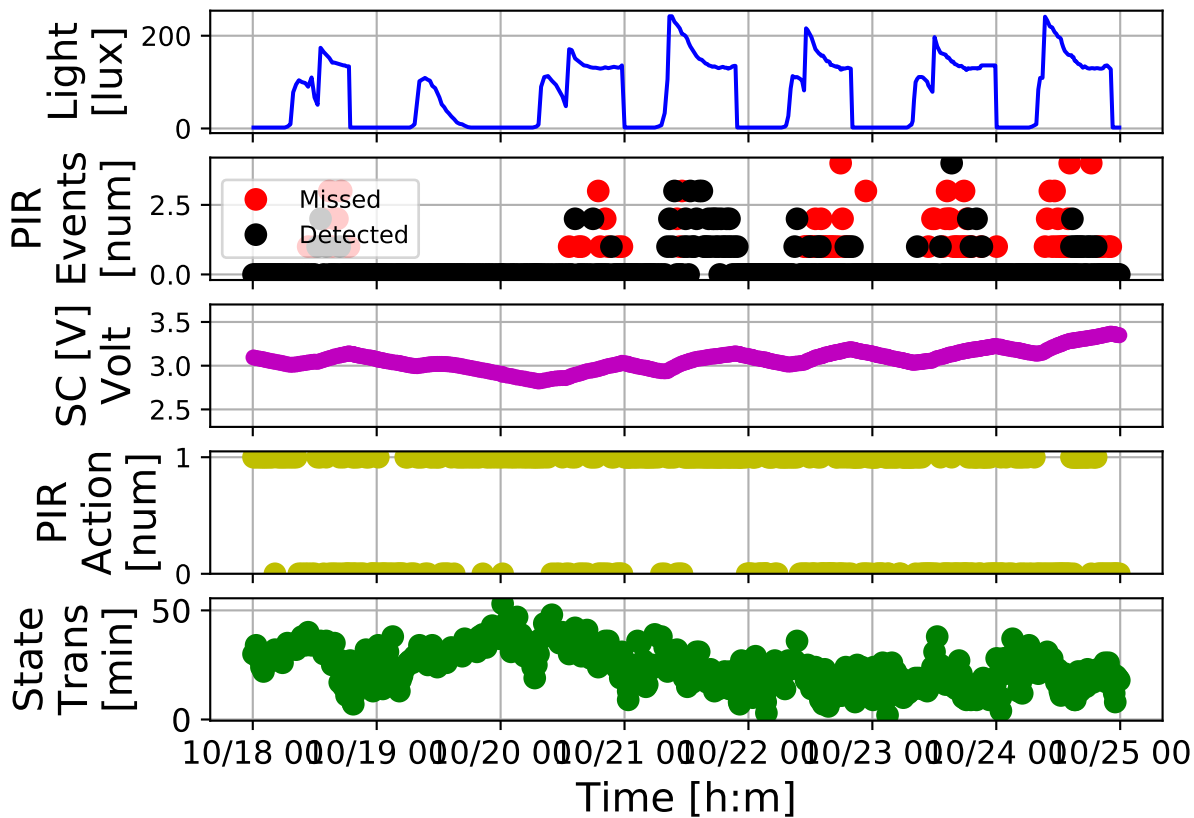 Light
[lux]
200
0
PIR
Events
[num]
2.5
0.0
Missed
Detected
SC [V]
Volt
3.5
3.0
2.5
PIR
Action
[num]
1
0
State
Trans
[min]
50
0
10/18 00 10/19 00 10/20 00 10/21 00 10/22 00 10/23 00 10/24 00 10/25 00
Time [h:m]